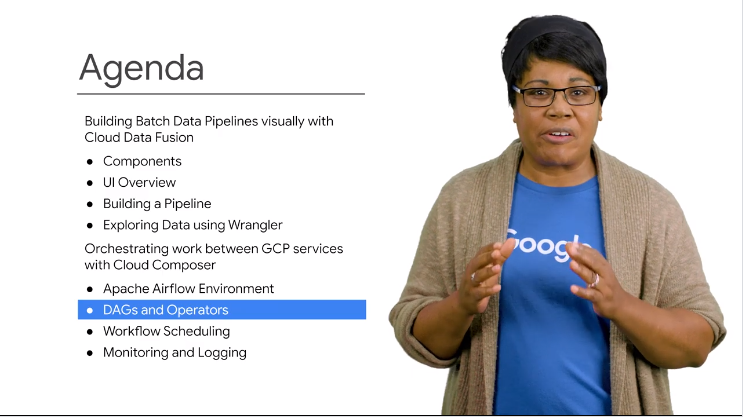 Agenda
Building Batch Data Pipelines visually with
Cloud Data Fusion
● Components
● UI Overview
● Building a Pipeline
● Exploring Data using Wrangler
Orchestrating work between GCP services
with Cloud Composer
● Apache Airflow Environment
● DAGs and Operators
● Workflow Scheduling
● Monitoring and Logging
Google